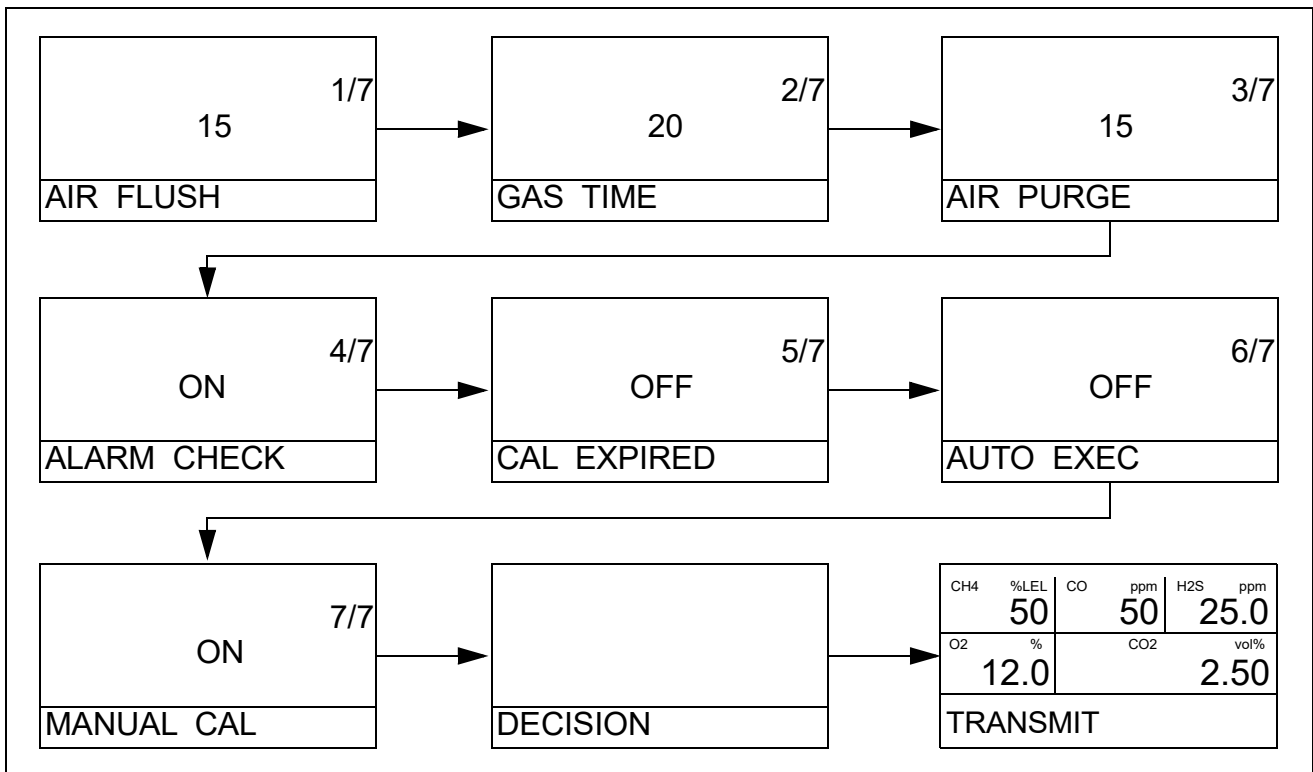 1/7
15
AIR FLUSH
2/7
20
GAS TIME
3/7
15
AIR PURGE
4/7
ON
ALARM CHECK
5/7
OFF
CAL EXPIRED
6/7
OFF
AUTO EXEC
7/7
ON
MANUAL CAL
DECISION
CH4 %LEL CO ppm H2S ppm
50 50 25.0
O2 % CO2 vol%
12.0 2.50
TRANSMIT